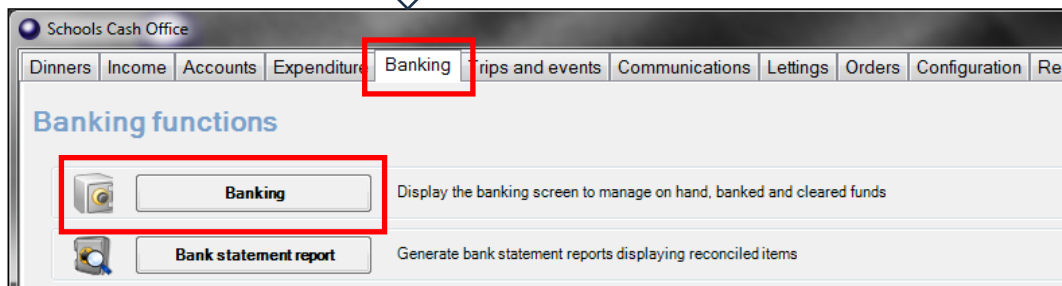 Schools Cash Office
Dinners Income Accounts Expenditure Banking Trips and events Communications Lettings Orders Configuration Re
Banking functions
Banking Display the banking screen to manage on hand, banked and cleared funds
Bank statement report Generate bank statement reports displaying reconciled items